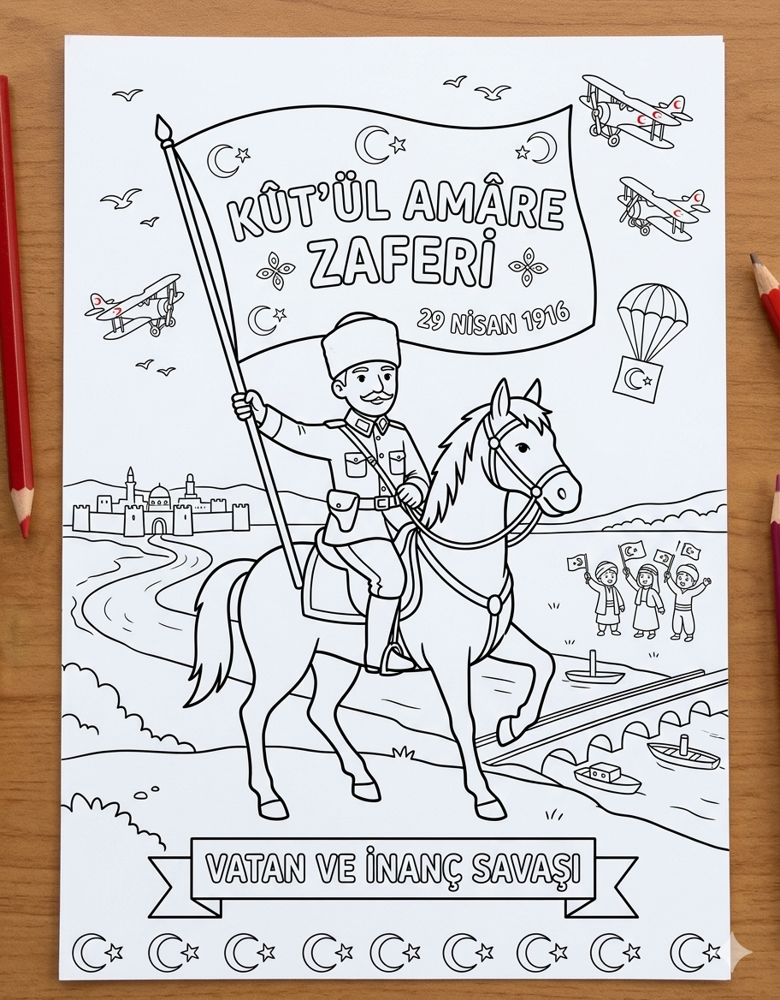 KÛT'ÜL AMÂRE
ZAFERİ
29 NİSAN 1916
VATAN VE İNANÇ SAVAŞI